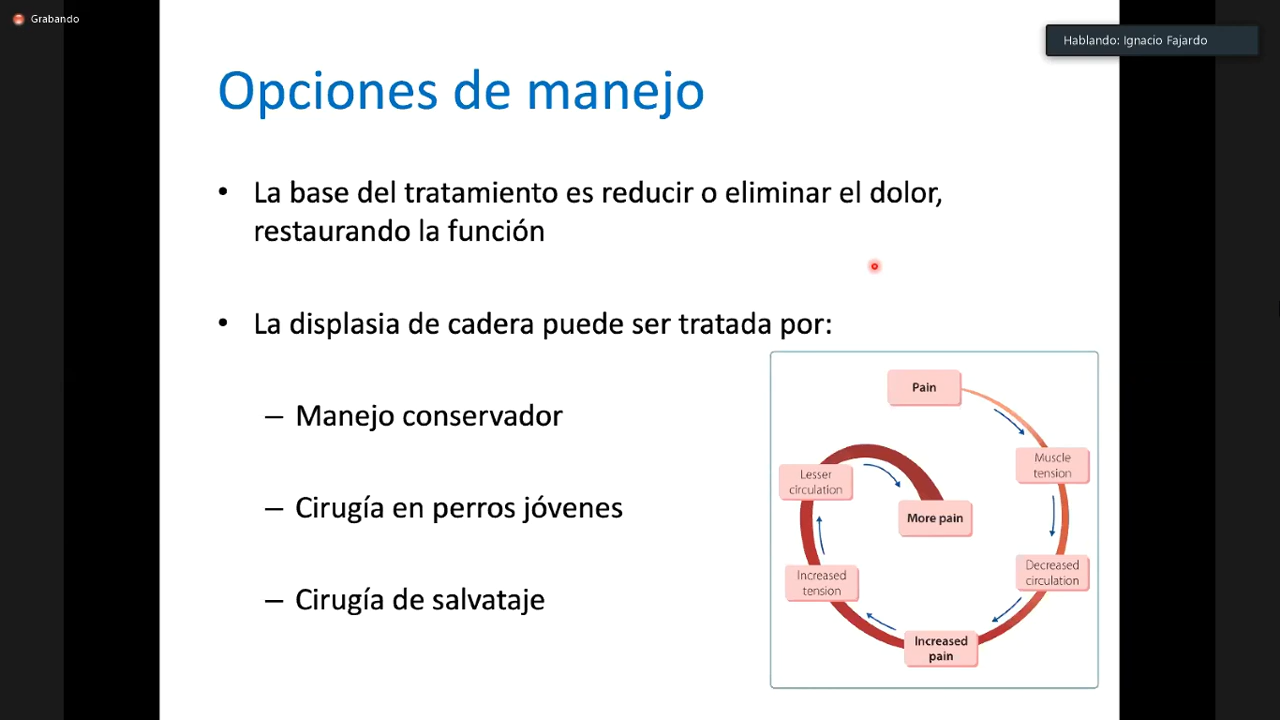 Grabando
Hablando: Ignacio Fajardo
Opciones de manejo
• La base del tratamiento es reducir o eliminar el dolor,
restaurando la función
• La displasia de cadera puede ser tratada por:
– Manejo conservador
– Cirugía en perros jóvenes
– Cirugía de salvataje
Pain
Muscle
tension
Decreased
circulation
Increased
pain
Increased
tension
Lesser
circulation
More pain